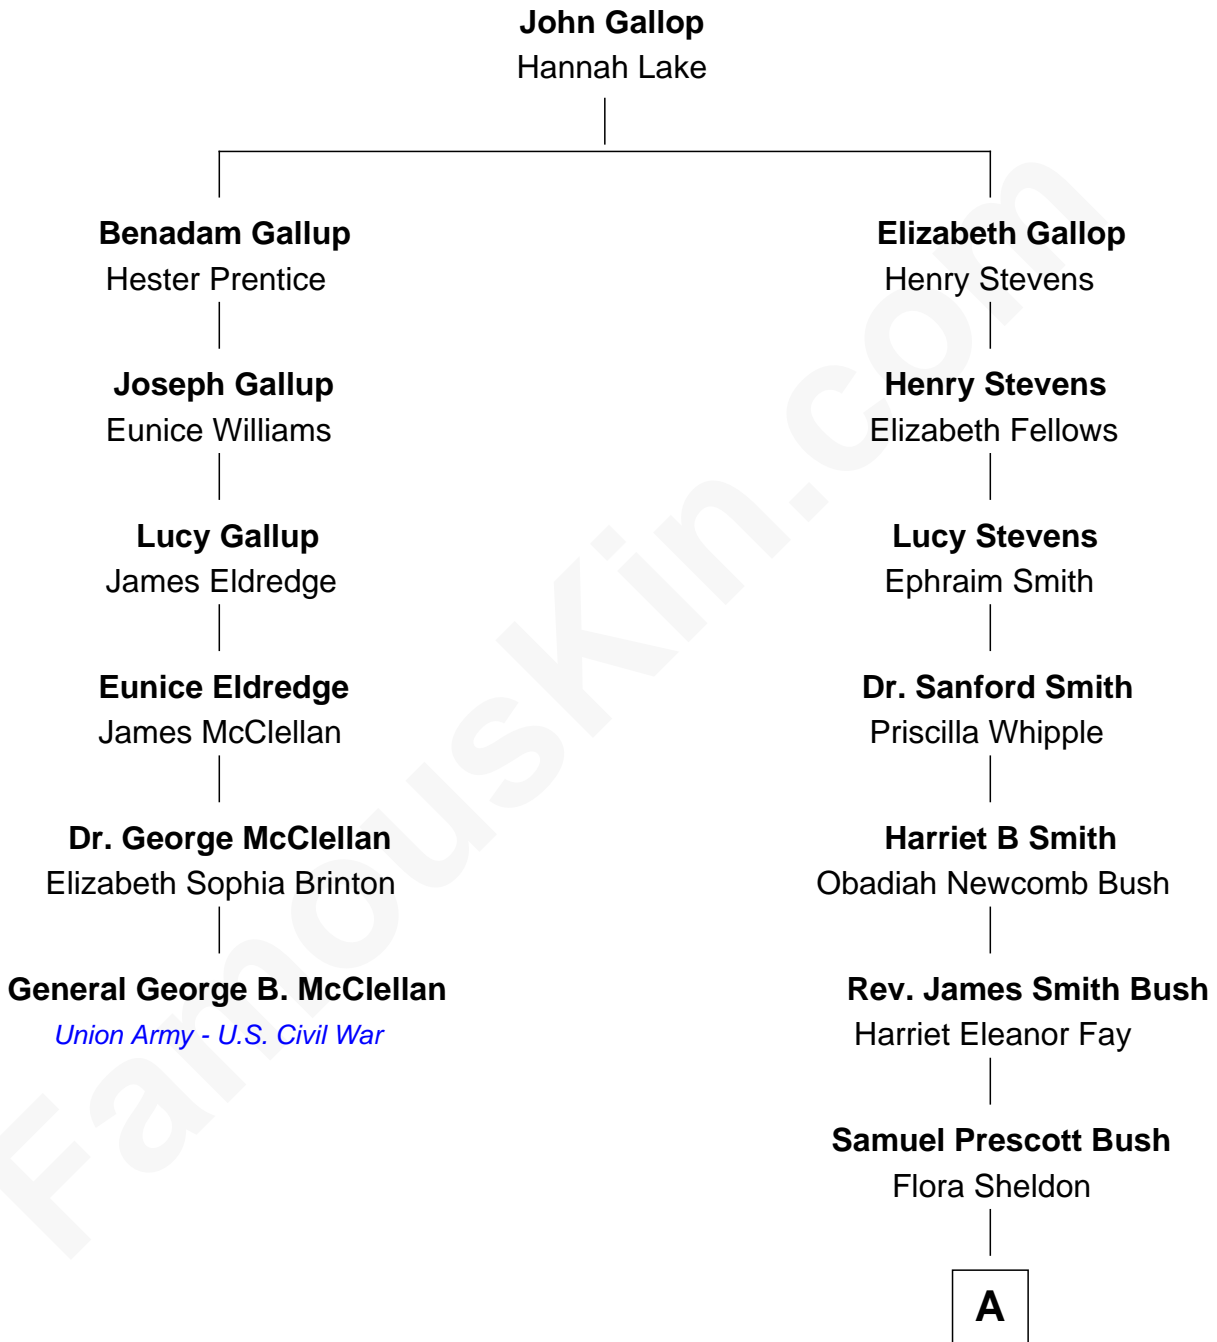 John Gallop
Hannah Lake
Benadam Gallup
Hester Prentice
Joseph Gallup
Eunice Williams
Lucy Gallup
James Eldredge
Eunice Eldredge
James McClellan
Dr. George McClellan
Elizabeth Sophia Brinton
General George B. McClellan
Union Army - U.S. Civil War
Elizabeth Gallop
Henry Stevens
Henry Stevens
Elizabeth Fellows
Lucy Stevens
Ephraim Smith
Dr. Sanford Smith
Priscilla Whipple
Harriet B Smith
Obadiah Newcomb Bush
Rev. James Smith Bush
Harriet Eleanor Fay
Samuel Prescott Bush
Flora Sheldon
A
FamousKin.com